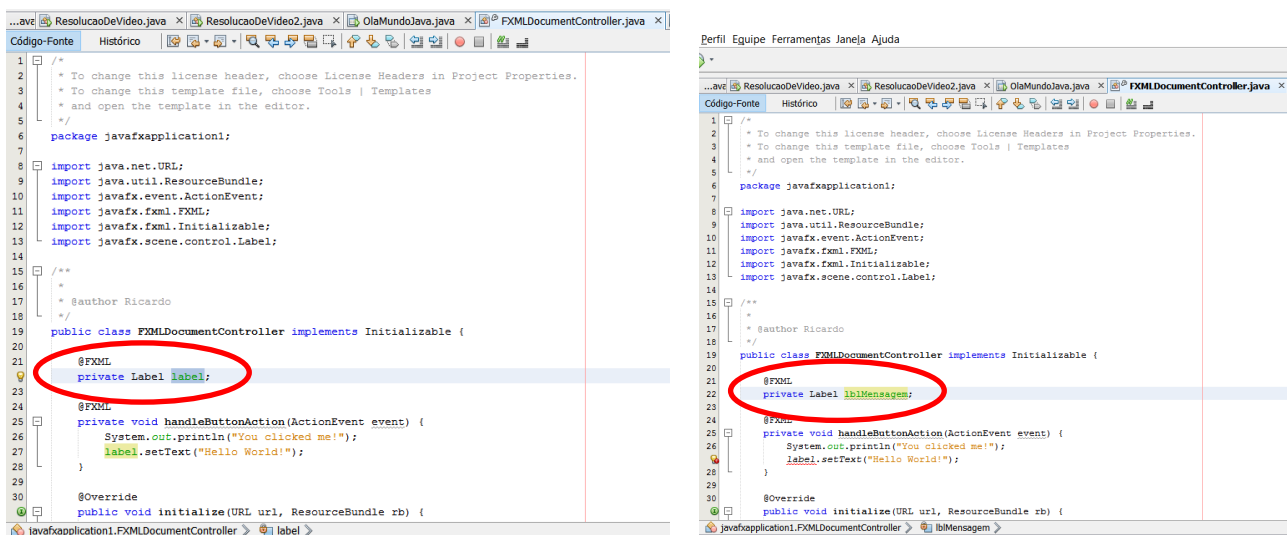 ...ave ResolucaoDeVideo.java × ResolucaoDeVideo2.java × OlaMundoJava.java × FXMLDocumentController.java ×
Código-Fonte Histórico
1 /*
2 * To change this license header, choose License Headers in Project Properties.
3 * To change this template file, choose Tools | Templates
4 * and open the template in the editor.
5 */
6 package javafxapplication1;
7
8 import java.net.URL;
9 import java.util.ResourceBundle;
10 import javafx.event.ActionEvent;
11 import javafx.fxml.FXML;
12 import javafx.fxml.Initializable;
13 import javafx.scene.control.Label;
14
15 /**
16 *
17 * @author Ricardo
18 */
19 public class FXMLDocumentController implements Initializable {
20
21 @FXML
private Label label;
23
24 @FXML
25 private void handleButtonAction(ActionEvent event) {
26 System.out.println("You clicked me!");
27 label.setText("Hello World!");
28 }
29
30 @Override
public void initialize(URL url, ResourceBundle rb) {
javafxapplication1.FXMLDocumentController label
Perfil Equipe Ferramentas Janela Ajuda
...ave ResolucaoDeVideo.java × ResolucaoDeVideo2.java × OlaMundoJava.java × FXMLDocumentController.java ×
Código-Fonte Histórico
1 /*
2 * To change this license header, choose License Headers in Project Properties.
3 * To change this template file, choose Tools | Templates
4 * and open the template in the editor.
5 */
6 package javafxapplication1;
7
8 import java.net.URL;
9 import java.util.ResourceBundle;
10 import javafx.event.ActionEvent;
11 import javafx.fxml.FXML;
12 import javafx.fxml.Initializable;
13 import javafx.scene.control.Label;
14
15 /**
16 *
17 * @author Ricardo
18 */
19 public class FXMLDocumentController implements Initializable {
20
21 @FXML
22 private Label lblMensagem;
23
24 @FXML
25 private void handleButtonAction(ActionEvent event) {
26 System.out.println("You clicked me!");
label.setText("Hello World!");
28 }
29
30 @Override
public void initialize(URL url, ResourceBundle rb) {
javafxapplication1.FXMLDocumentController lblMensagem